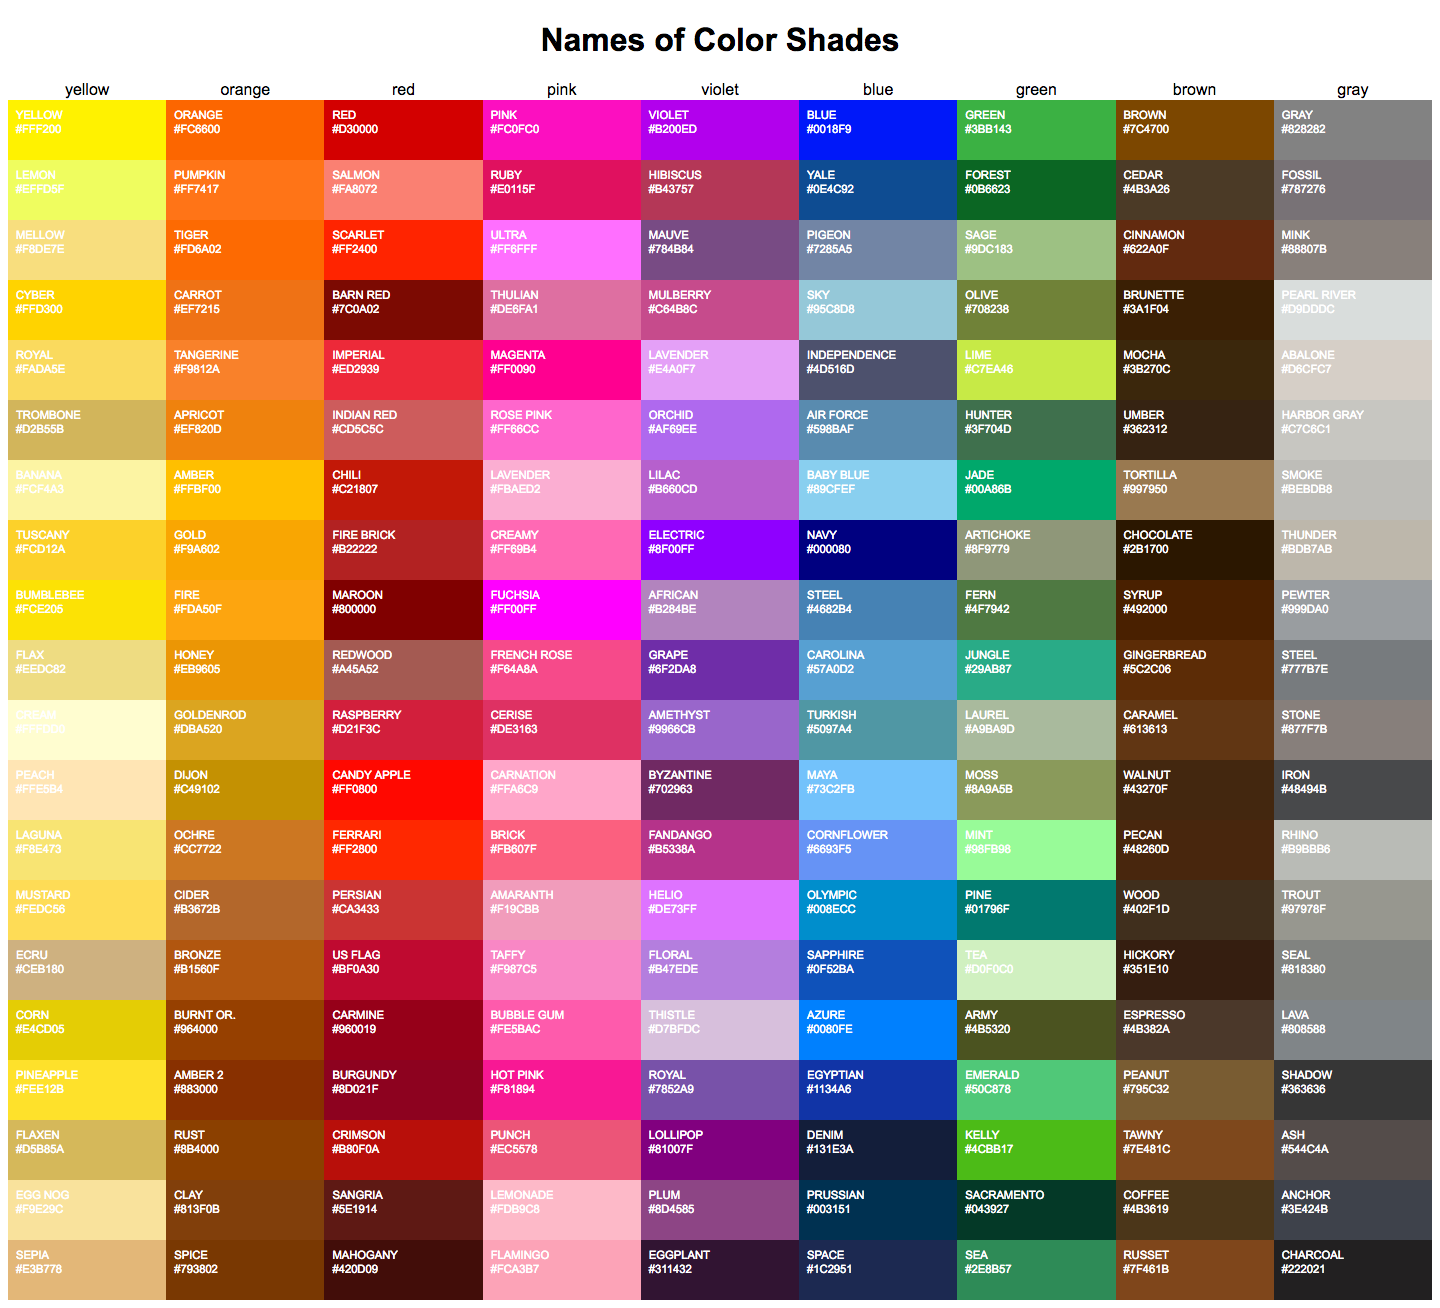 Names of Color Shades
yellow orange red pink violet blue green brown gray
YELLOW ORANGE RED PINK VIOLET BLUE GREEN BROWN GRAY
#FFF200 #FC6600 #D30000 #FC0FC0 #B200ED #0018F9 #3BB143 #7C4700 #828282
LEMON PUMPKIN SALMON RUBY HIBISCUS YALE FOREST CEDAR FOSSIL
#EFFD5F #FF7417 #FA8072 #E0115F #B43757 #0E4C92 #0B6623 #4B3A26 #787276
MELLOW TIGER SCARLET ULTRA MAUVE PIGEON SAGE CINNAMON MINK
#F8DE7E #FD6A02 #FF2400 #FF6FFF #784B84 #7285A5 #9DC183 #622A0F #88807B
CYBER CARROT BARN RED THULIAN MULBERRY SKY OLIVE BRUNETTE PEARL RIVER
#FFD300 #EF7215 #7C0A02 #DE6FA1 #C64B8C #95C8D8 #708238 #3A1F04 #D9DDDC
ROYAL TANGERINE IMPERIAL MAGENTA LAVENDER INDEPENDENCE LIME MOCHA ABALONE
#FADA5E #F9812A #ED2939 #FF0090 #E4A0F7 #4D516D #C7EA46 #3B270C #D6CFC7
TROMBONE APRICOT INDIAN RED ROSE PINK ORCHID AIR FORCE HUNTER UMBER HARBOR GRAY
#D2B55B #EF820D #CD5C5C #FF66CC #AF69EE #598BAF #3F704D #362312 #C7C6C1
BANANA AMBER CHILI LAVENDER LILAC BABY BLUE JADE TORTILLA SMOKE
#FCF4A3 #FFBF00 #C21807 #FBAED2 #B660CD #89CFEF #00A86B #997950 #BEBDB8
TUSCANY GOLD FIRE BRICK CREAMY ELECTRIC NAVY ARTICHOKE CHOCOLATE THUNDER
#FCD12A #F9A602 #B22222 #FF69B4 #8F00FF #000080 #8F9779 #2B1700 #BDB7AB
BUMBLEBEE FIRE MAROON FUCHSIA AFRICAN STEEL FERN SYRUP PEWTER
#FCE205 #FDA50F #800000 #FF00FF #B284BE #4682B4 #4F7942 #492000 #999DA0
FLAX HONEY REDWOOD FRENCH ROSE GRAPE CAROLINA JUNGLE GINGERBREAD STEEL
#EEDC82 #EB9605 #A45A52 #F64A8A #6F2DA8 #57A0D2 #29AB87 #5C2C06 #777B7E
CREAM GOLDENROD RASPBERRY CERISE AMETHYST TURKISH LAUREL CARAMEL STONE
#DBA520 #D21F3C #DE3163 #9966CB #5097A4 #A9BA9D #613613 #877F7B
PEACH DIJON CANDY APPLE CARNATION BYZANTINE MAYA MOSS WALNUT IRON
#FFE5B4 #C49102 #FF0800 #FFA6C9 #702963 #73C2FB #8A9A5B #43270F #48494B
LAGUNA OCHRE FERRARI BRICK FANDANGO CORNFLOWER MINT PECAN RHINO
#F8E473 #CC7722 #FF2800 #FB607F #B5338A #6693F5 #98FB98 #48260D #B9BBB6
MUSTARD CIDER PERSIAN AMARANTH HELIO OLYMPIC PINE WOOD TROUT
#FEDC56 #B3672B #CA3433 #F19CBB #DE73FF #008ECC #01796F #402F1D #97978F
ECRU BRONZE US FLAG TAFFY FLORAL SAPPHIRE TEA HICKORY SEAL
#CEB180 #B1560F #BF0A30 #F987C5 #B47EDE #0F52BA #D0F0C0 #351E10 #818380
CORN BURNT OR. CARMINE BUBBLE GUM THISTLE AZURE ARMY ESPRESSO LAVA
#E4CD05 #964000 #960019 #FE5BAC #D7BFDC #0080FE #4B5320 #4B382A #808588
PINEAPPLE AMBER 2 BURGUNDY HOT PINK ROYAL EGYPTIAN EMERALD PEANUT SHADOW
#FEE12B #883000 #8D021F #F81894 #7852A9 #1134A6 #50C878 #795C32 #363636
FLAXEN RUST CRIMSON PUNCH LOLLIPOP DENIM KELLY TAWNY ASH
#D5B85A #8B4000 #B80F0A #EC5578 #81007F #131E3A #4CBB17 #7E481C #544C4A
EGG NOG CLAY SANGRIA LEMONADE PLUM PRUSSIAN SACRAMENTO COFFEE ANCHOR
#F9E29C #813F0B #5E1914 #FDB9C8 #8D4585 #003151 #043927 #4B3619 #3E424B
SEPIA SPICE MAHOGANY FLAMINGO EGGPLANT SPACE SEA RUSSET CHARCOAL
#E3B778 #793802 #420D09 #FCA3B7 #311432 #1C2951 #2E8B57 #7F461B #222021